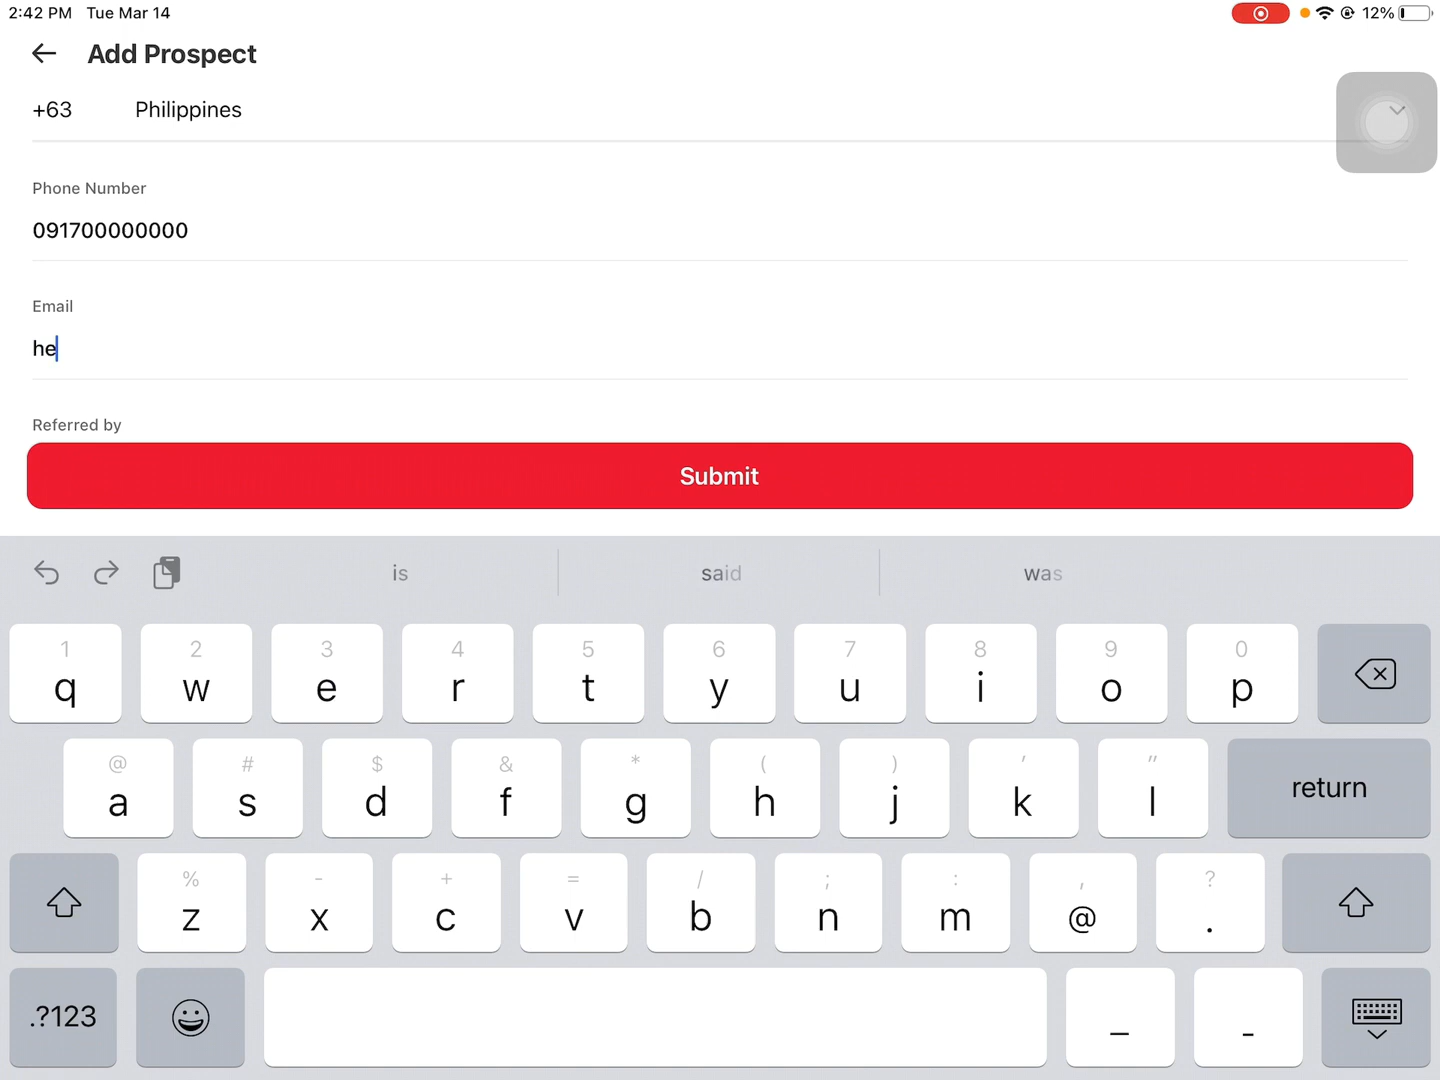 2:42 PM Tue Mar 14 12%
Add Prospect
+63 Philippines
Phone Number
091700000000
Email
he
Referred by
Submit
is said was
1 2 3 4 5 6 7 8 9 0
q w e r t y u i o p
@ # $ & * ( ) ' "
a s d f g h j k l return
% - + = / ; : , ?
z x c v b n m @ .
.?123 _ -